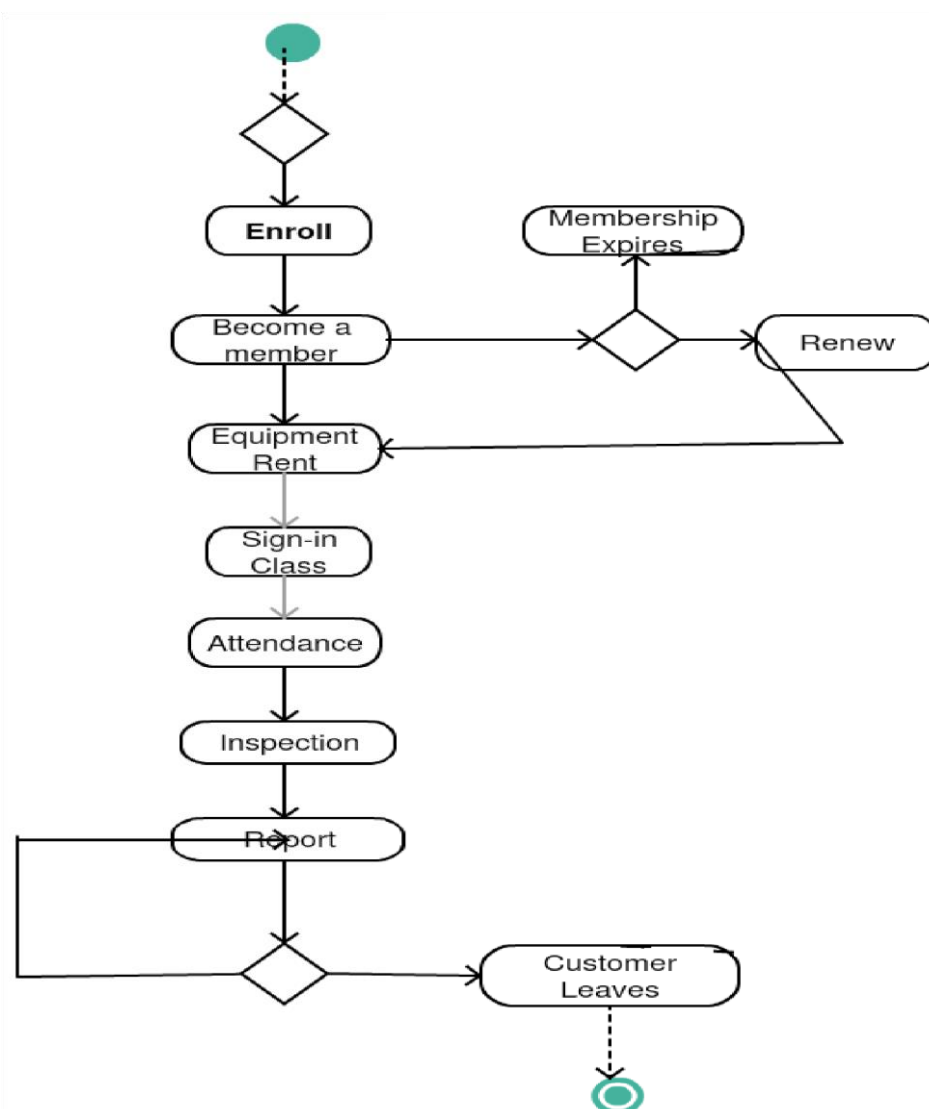 Enroll
Membership
Expires
Become a
member
Renew
Equipment
Rent
Sign-in
Class
Attendance
Inspection
Report
Customer
Leaves